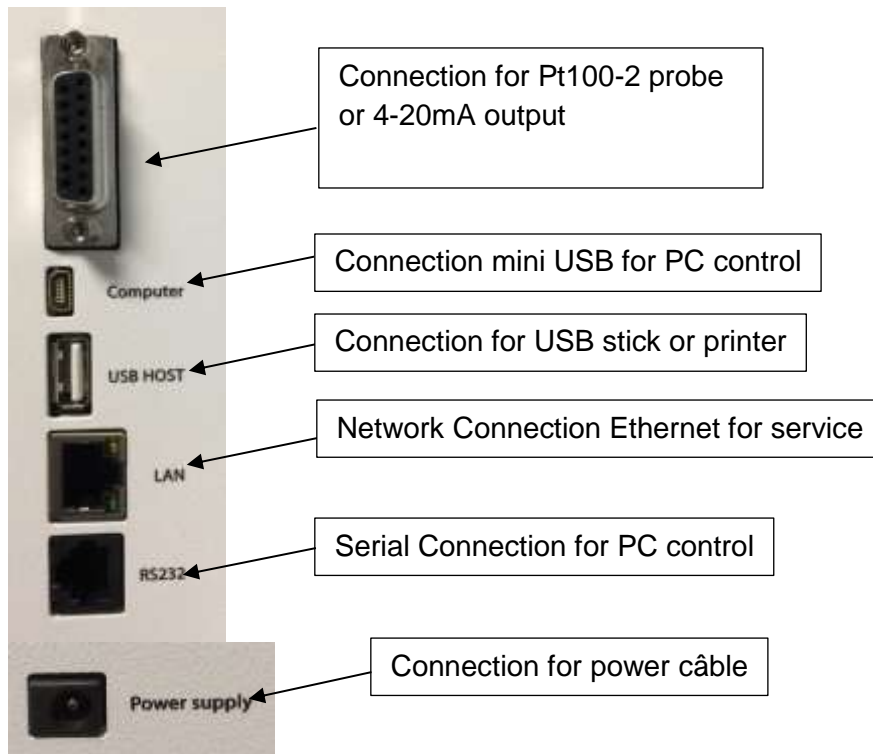 Connection for Pt100-2 probe
or 4-20mA output
Connection mini USB for PC control
Computer
Connection for USB stick or printer
USB HOST
Network Connection Ethernet for service
LAN
Serial Connection for PC control
RS232
Connection for power câble
Power supply